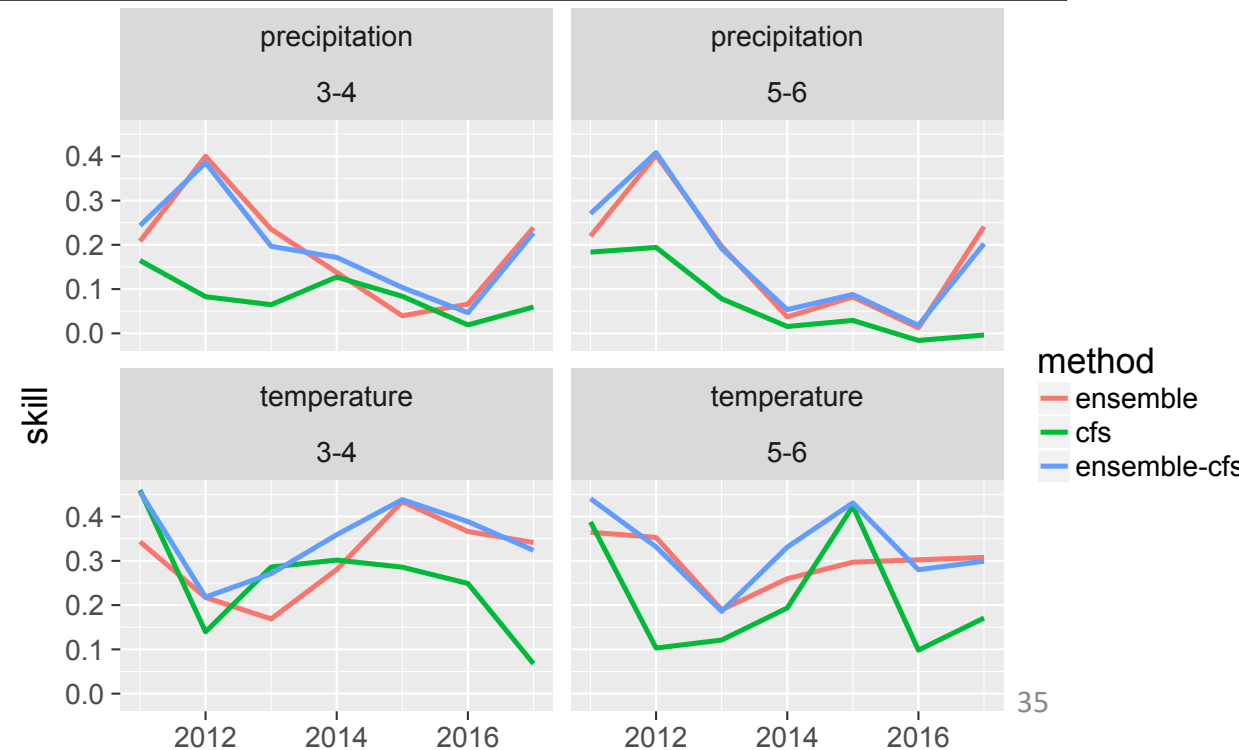 precipitation
3-4
precipitation
5-6
0.4
0.3
0.2
0.1
0.0
temperature
3-4
temperature
5-6
0.4
0.3
0.2
0.1
0.0
2012
2014
2016
2012
2014
2016
skill
method
ensemble
cfs
ensemble-cfs
35